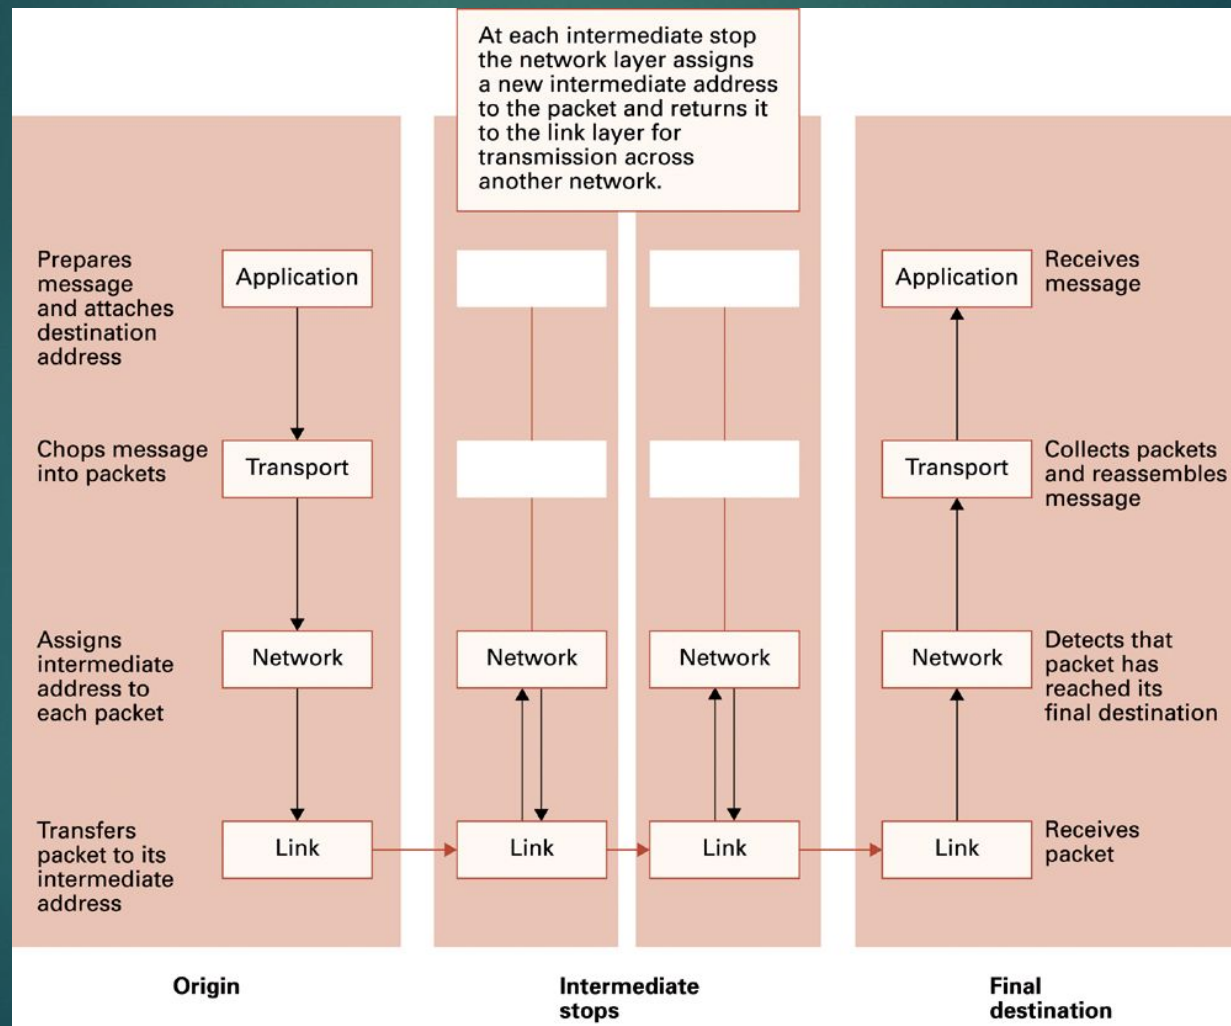 At each intermediate stop
the network layer assigns
a new intermediate address
to the packet and returns it
to the link layer for
transmission across
another network.
Prepares
message
and attaches
destination
address
Application
Application
Receives
message
Chops message
into packets
Transport
Transport
Collects packets
and reassembles
message
Assigns
intermediate
address to
each packet
Network
Network
Network
Network
Detects that
packet has
reached its
final destination
Transfers
packet to its
intermediate
address
Link
Link
Link
Link
Receives
packet
Origin
Intermediate
stops
Final
destination